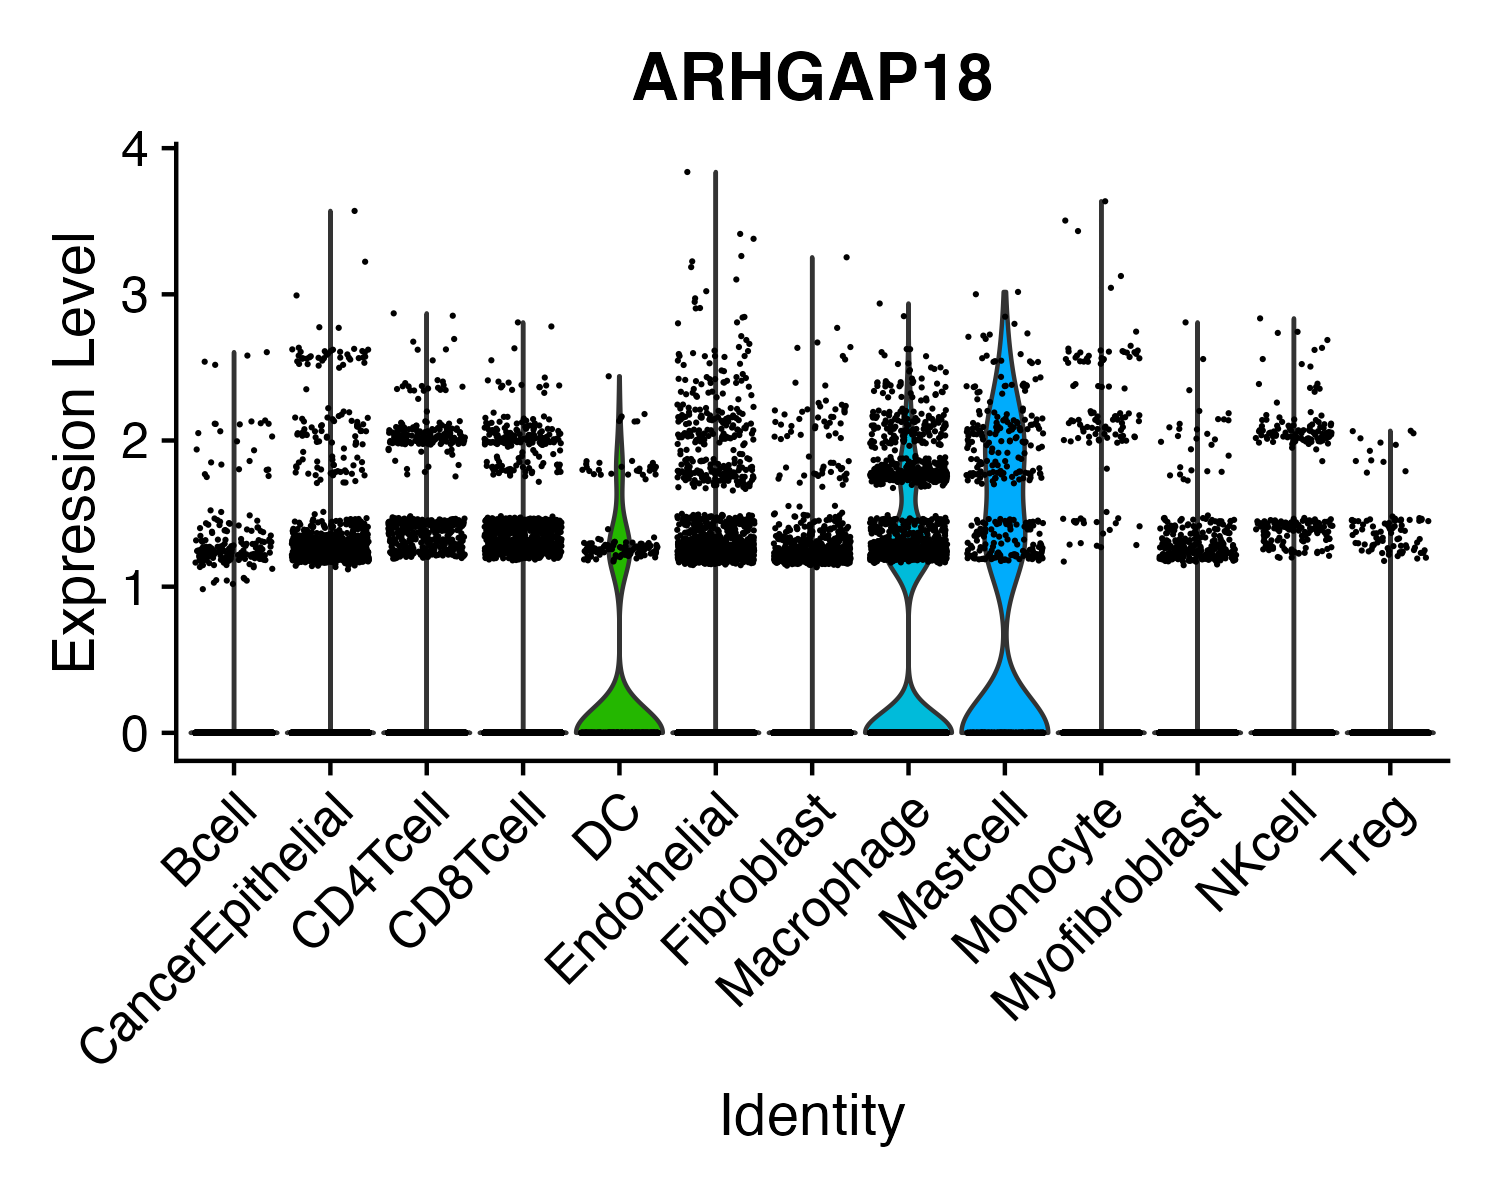 ARHGAP18
Expression Level
4
3
2
1
0
Bcell
CancerEpithelial
CD4Tcell
CD8Tcell
DC
Endothelial
Fibroblast
Macrophage
Mastcell
Monocyte
Myofibroblast
NKcell
Treg
Identity